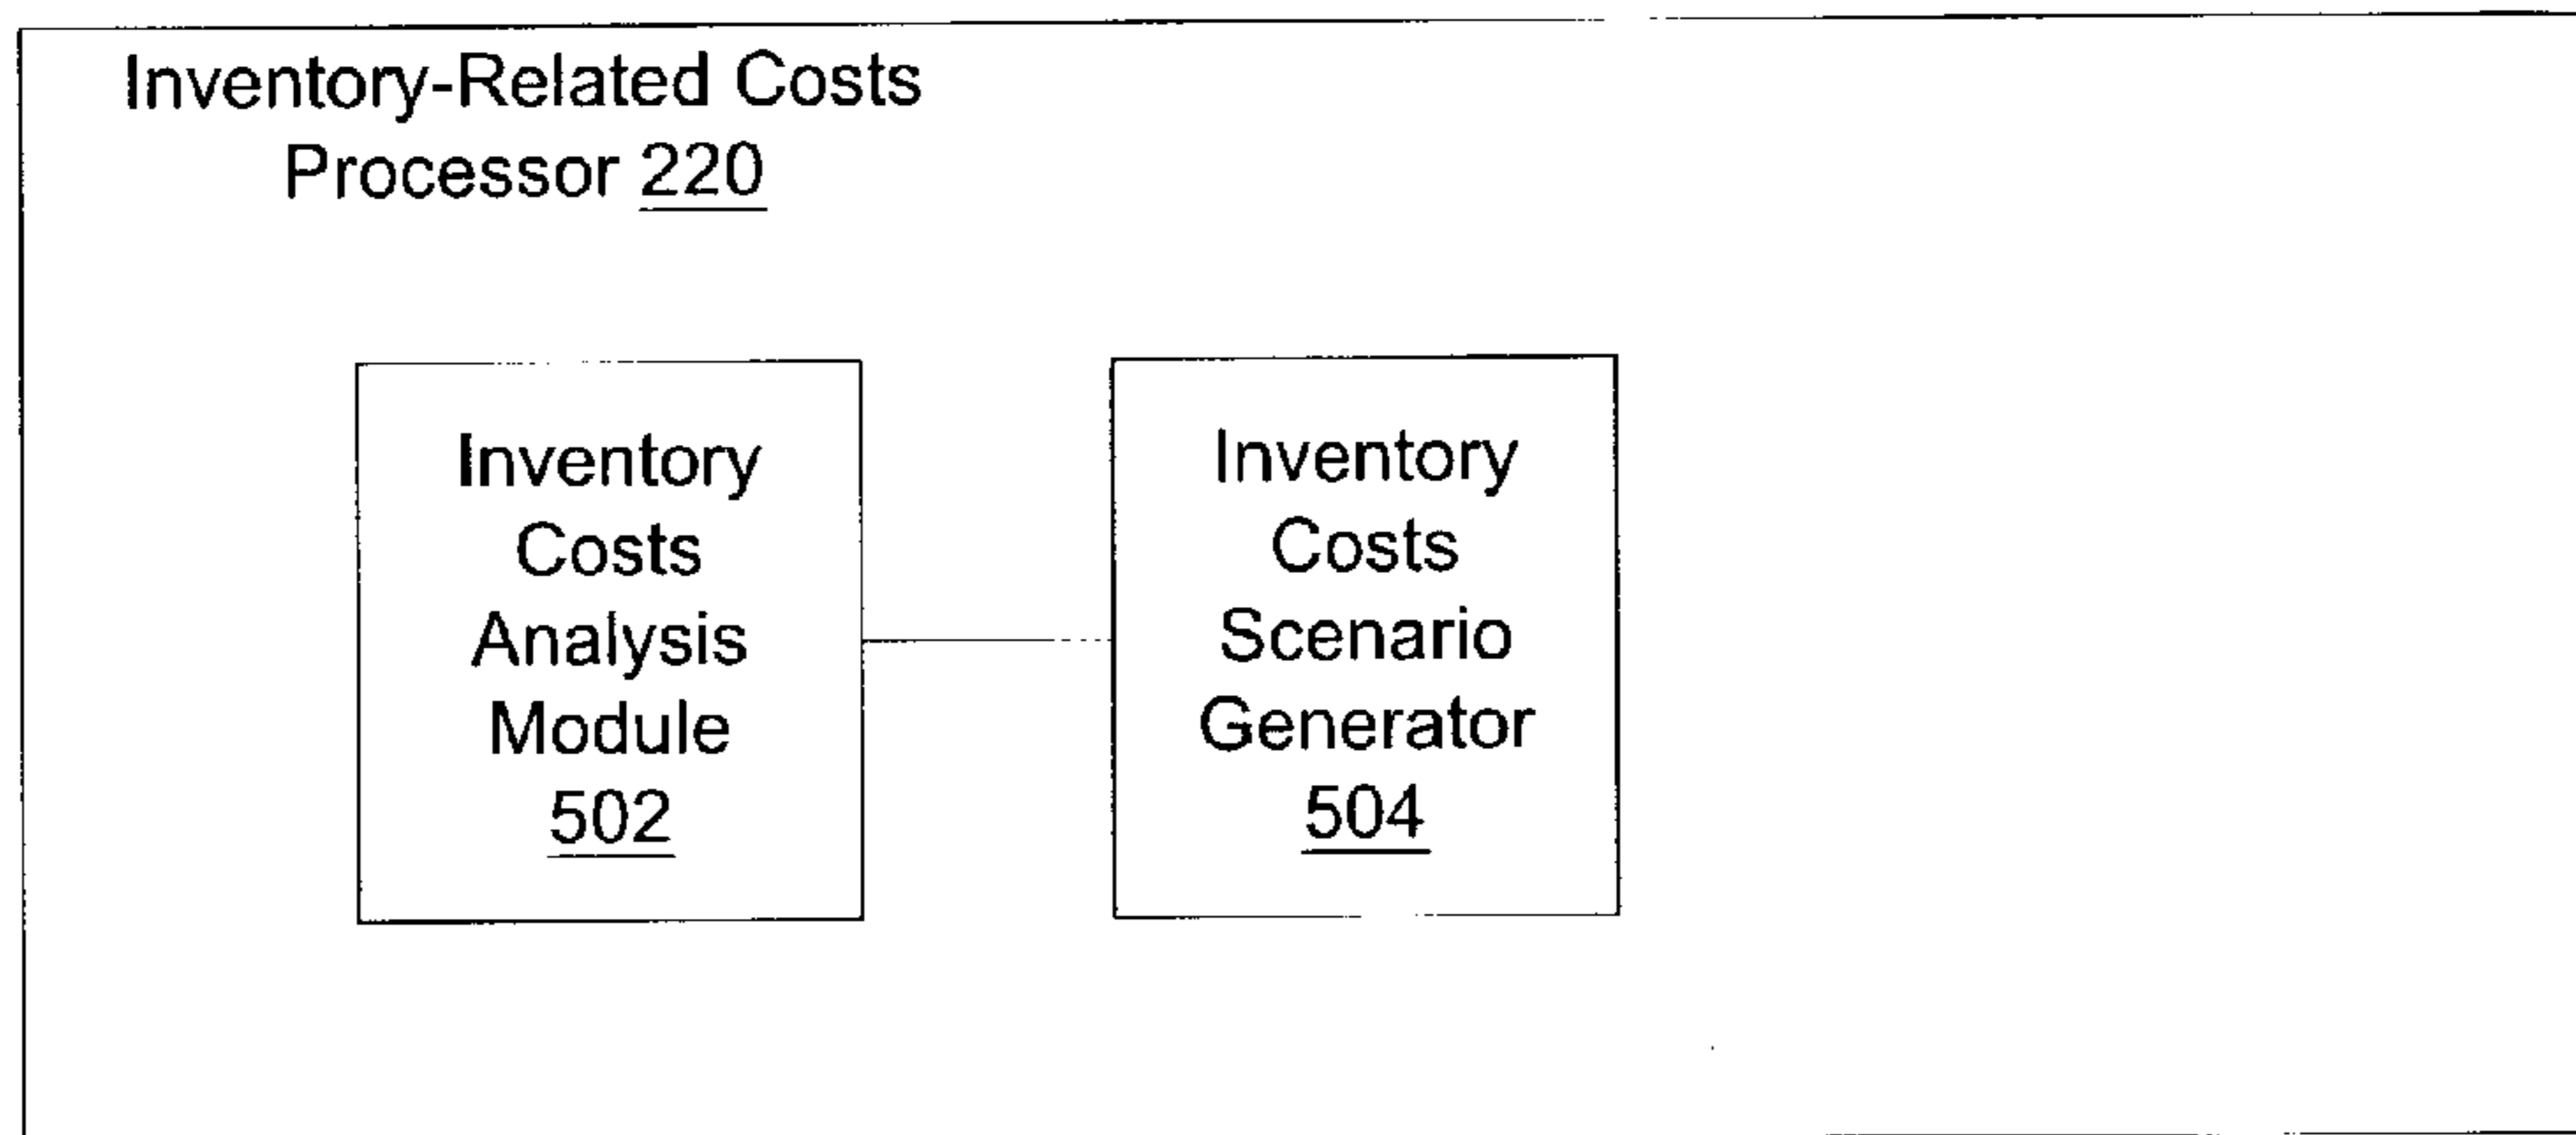 Inventory-Related Costs
Processor 220
Inventory
Costs
Analysis
Module
502
Inventory
Costs
Scenario
Generator
504